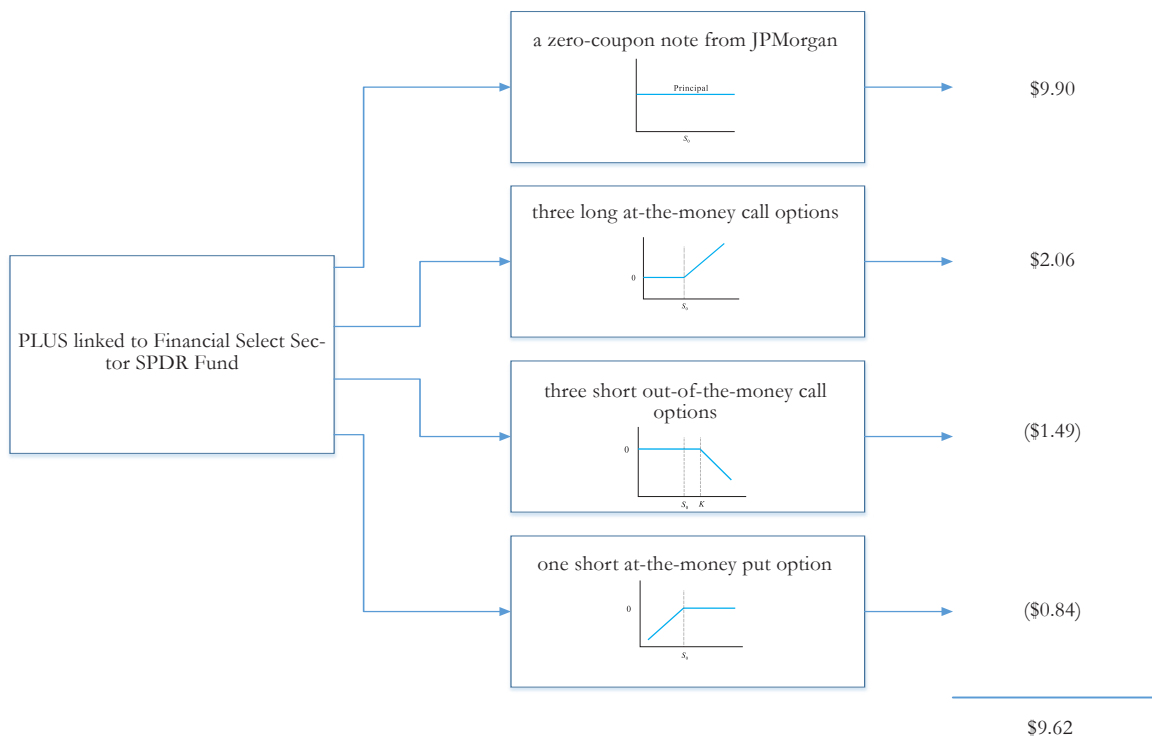 a zero-coupon note from JPMorgan
Principal
S₀
$9.90
three long at-the-money call options
0
S₀
$2.06
PLUS linked to Financial Select Sec-
tor SPDR Fund
three short out-of-the-money call
options
0
S₀ K
($1.49)
one short at-the-money put option
0
S₀
($0.84)
$9.62